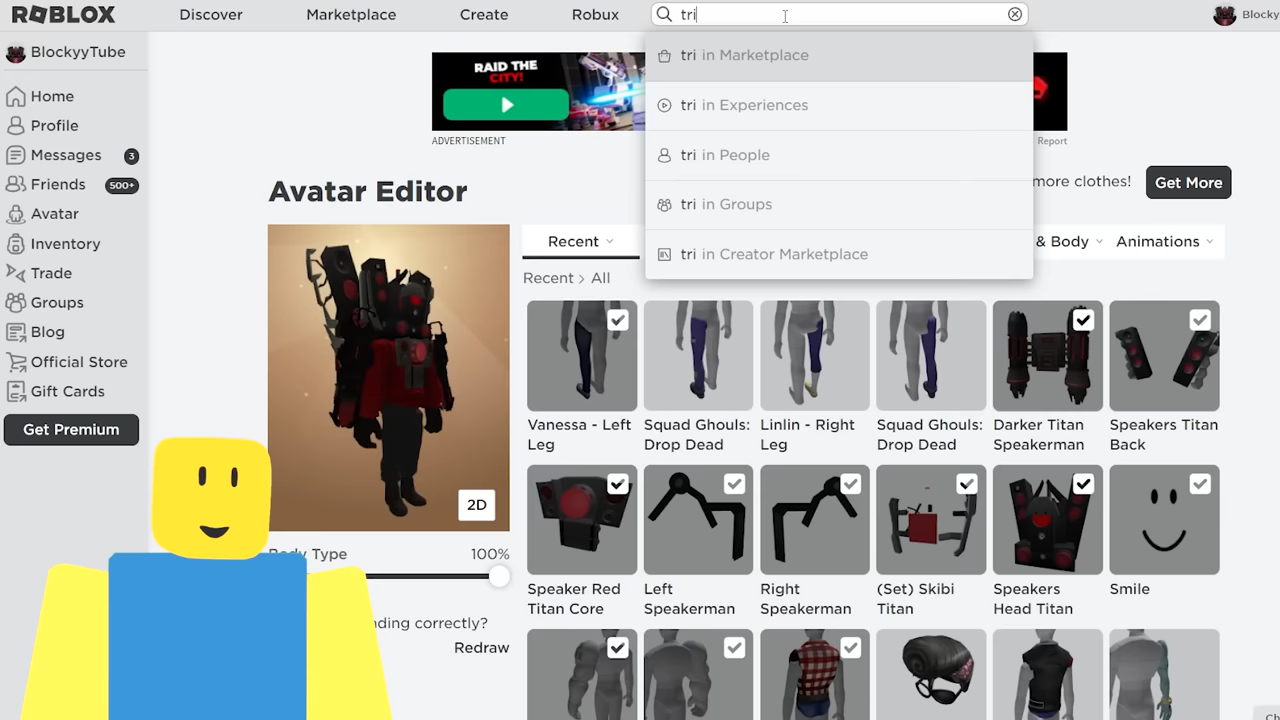 ROBLOX
Discover
Marketplace
Create
Robux
tri
Blocky
BlockyyTube
tri in Marketplace
tri in Experiences
tri in People
tri in Groups
tri in Creator Marketplace
RAID THE
CITY!
ADVERTISEMENT
Report
Home
Profile
Messages 3
Friends 500+
Avatar
Inventory
Trade
Groups
Blog
Official Store
Gift Cards
Get Premium
Avatar Editor
more clothes!
Get More
Recent
& Body
Animations
Recent > All
2D
Body Type 100%
nding correctly?
Redraw
Vanessa - Left
Leg
Squad Ghouls:
Drop Dead
Linlin - Right
Leg
Squad Ghouls:
Drop Dead
Darker Titan
Speakerman
Speakers Titan
Back
Speaker Red
Titan Core
Left
Speakerman
Right
Speakerman
(Set) Skibi
Titan
Speakers
Head Titan
Smile